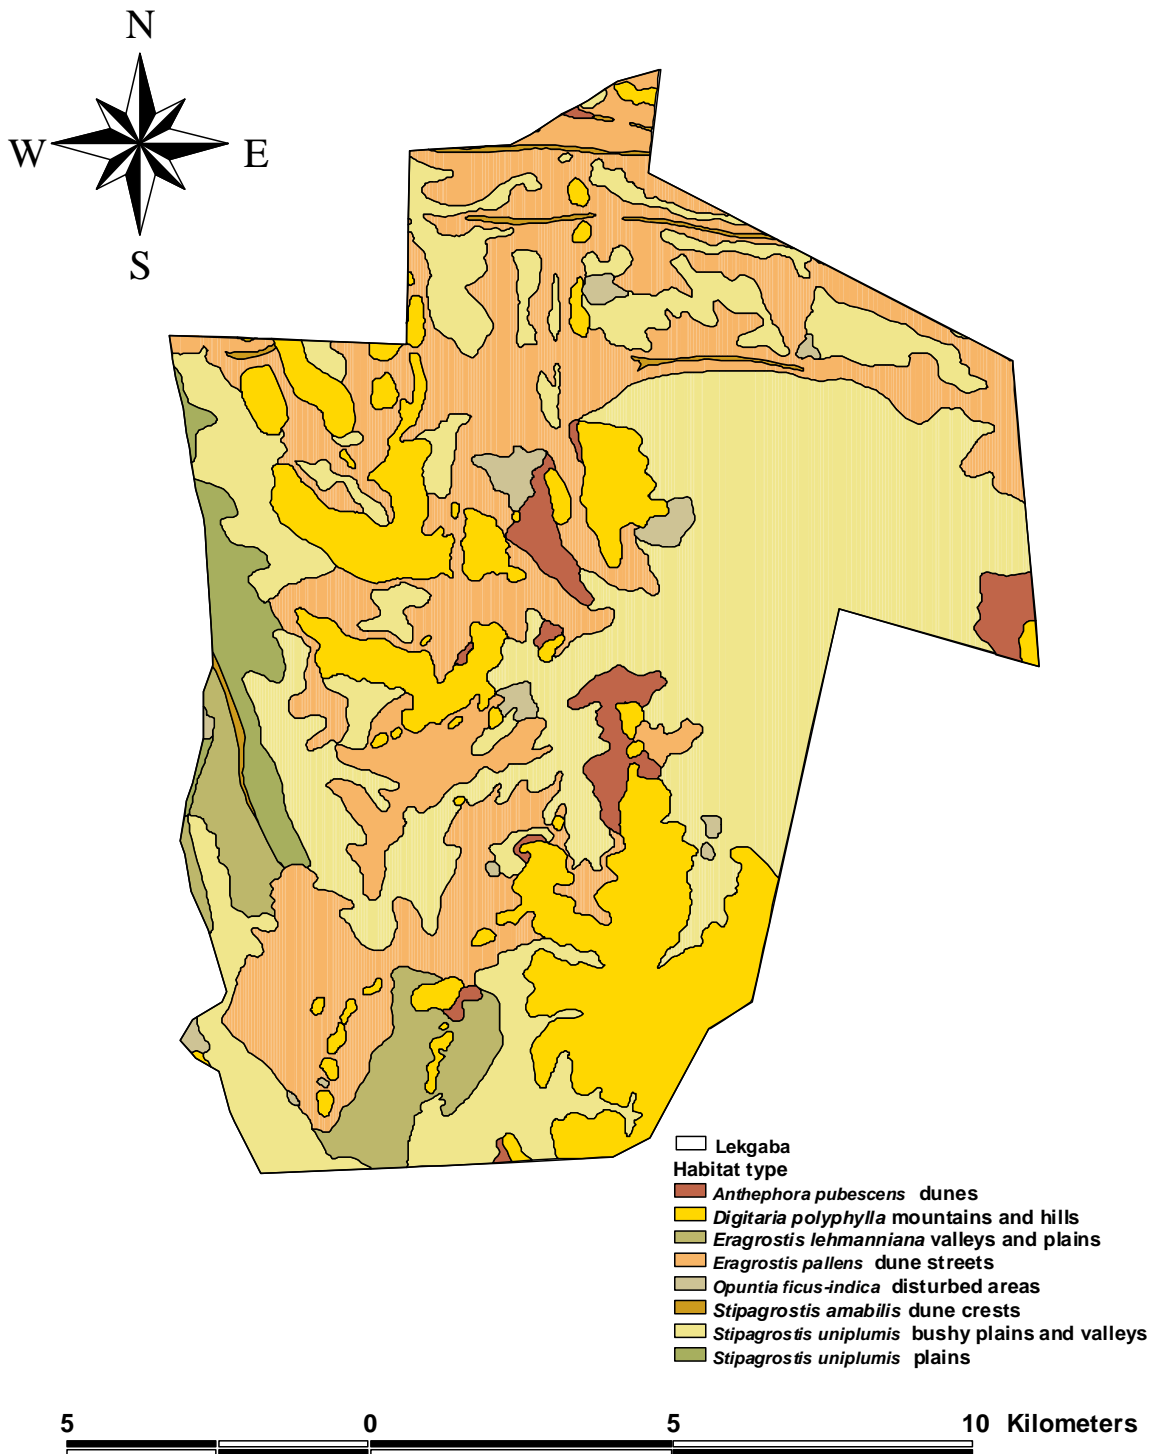 N
W E
S
Lekgaba
Habitat type
Anthephora pubescens dunes
Digitaria polyphylla mountains and hills
Eragrostis lehmanniana valleys and plains
Eragrostis pallens dune streets
Opuntia ficus-indica disturbed areas
Stipagrostis amabilis dune crests
Stipagrostis uniplumis bushy plains and valleys
Stipagrostis uniplumis plains
5 0 5 10 Kilometers